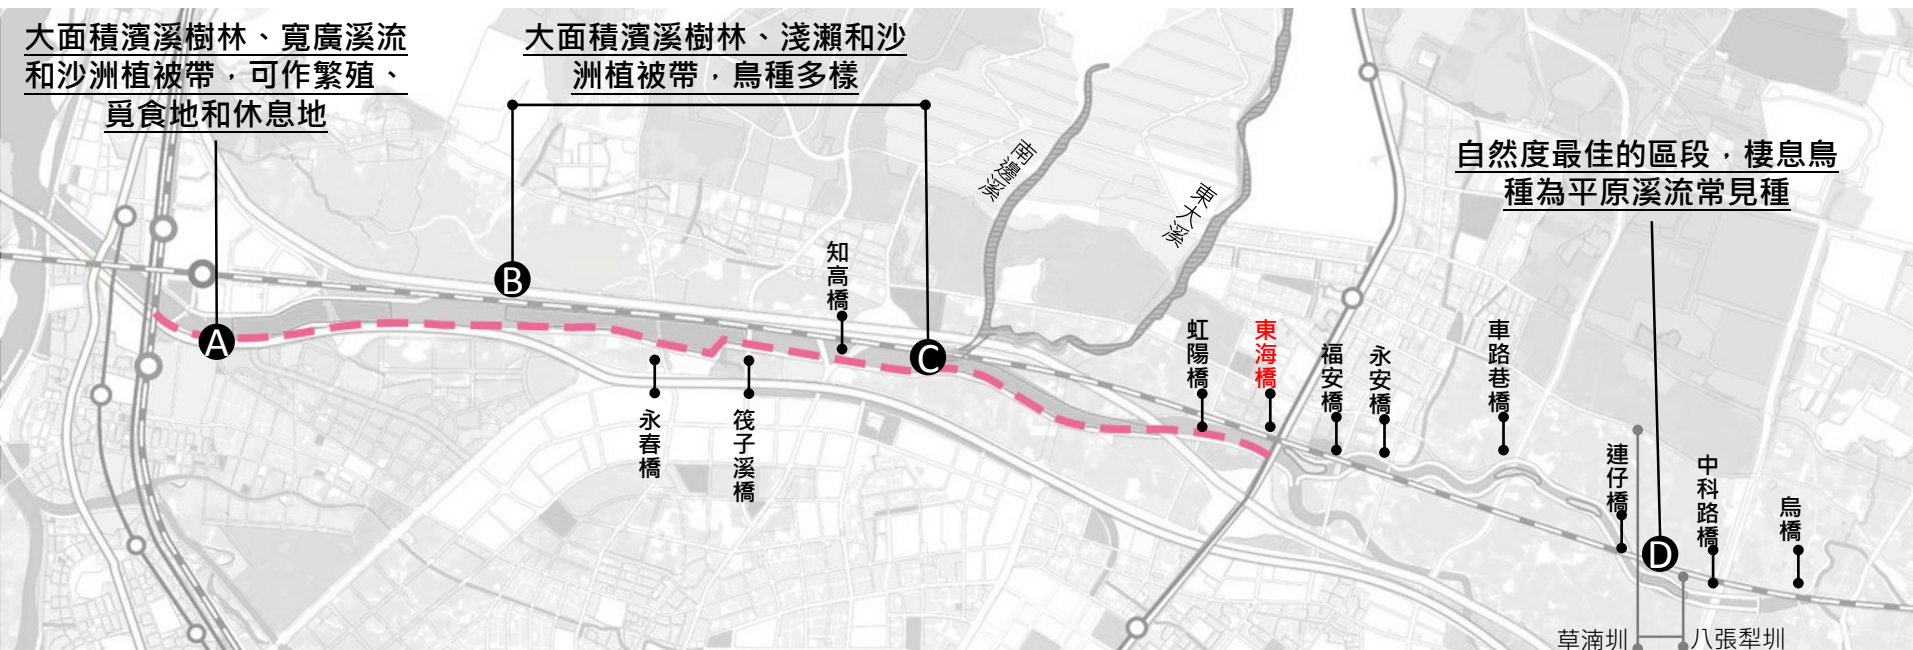 大面積濱溪樹林、寬廣溪流
和沙洲植被帶，可作繁殖、
覓食地和休息地
大面積濱溪樹林、淺瀨和沙
洲植被帶，鳥種多樣
自然度最佳的區段，棲息鳥
種為平原溪流常見種
南邊溪
東大溪
A
B
C
D
知高橋
永春橋
筏子溪橋
虹陽橋
東海橋
福安橋
永安橋
車路巷橋
連仔橋
中科路橋
烏橋
草湳圳
八張犁圳